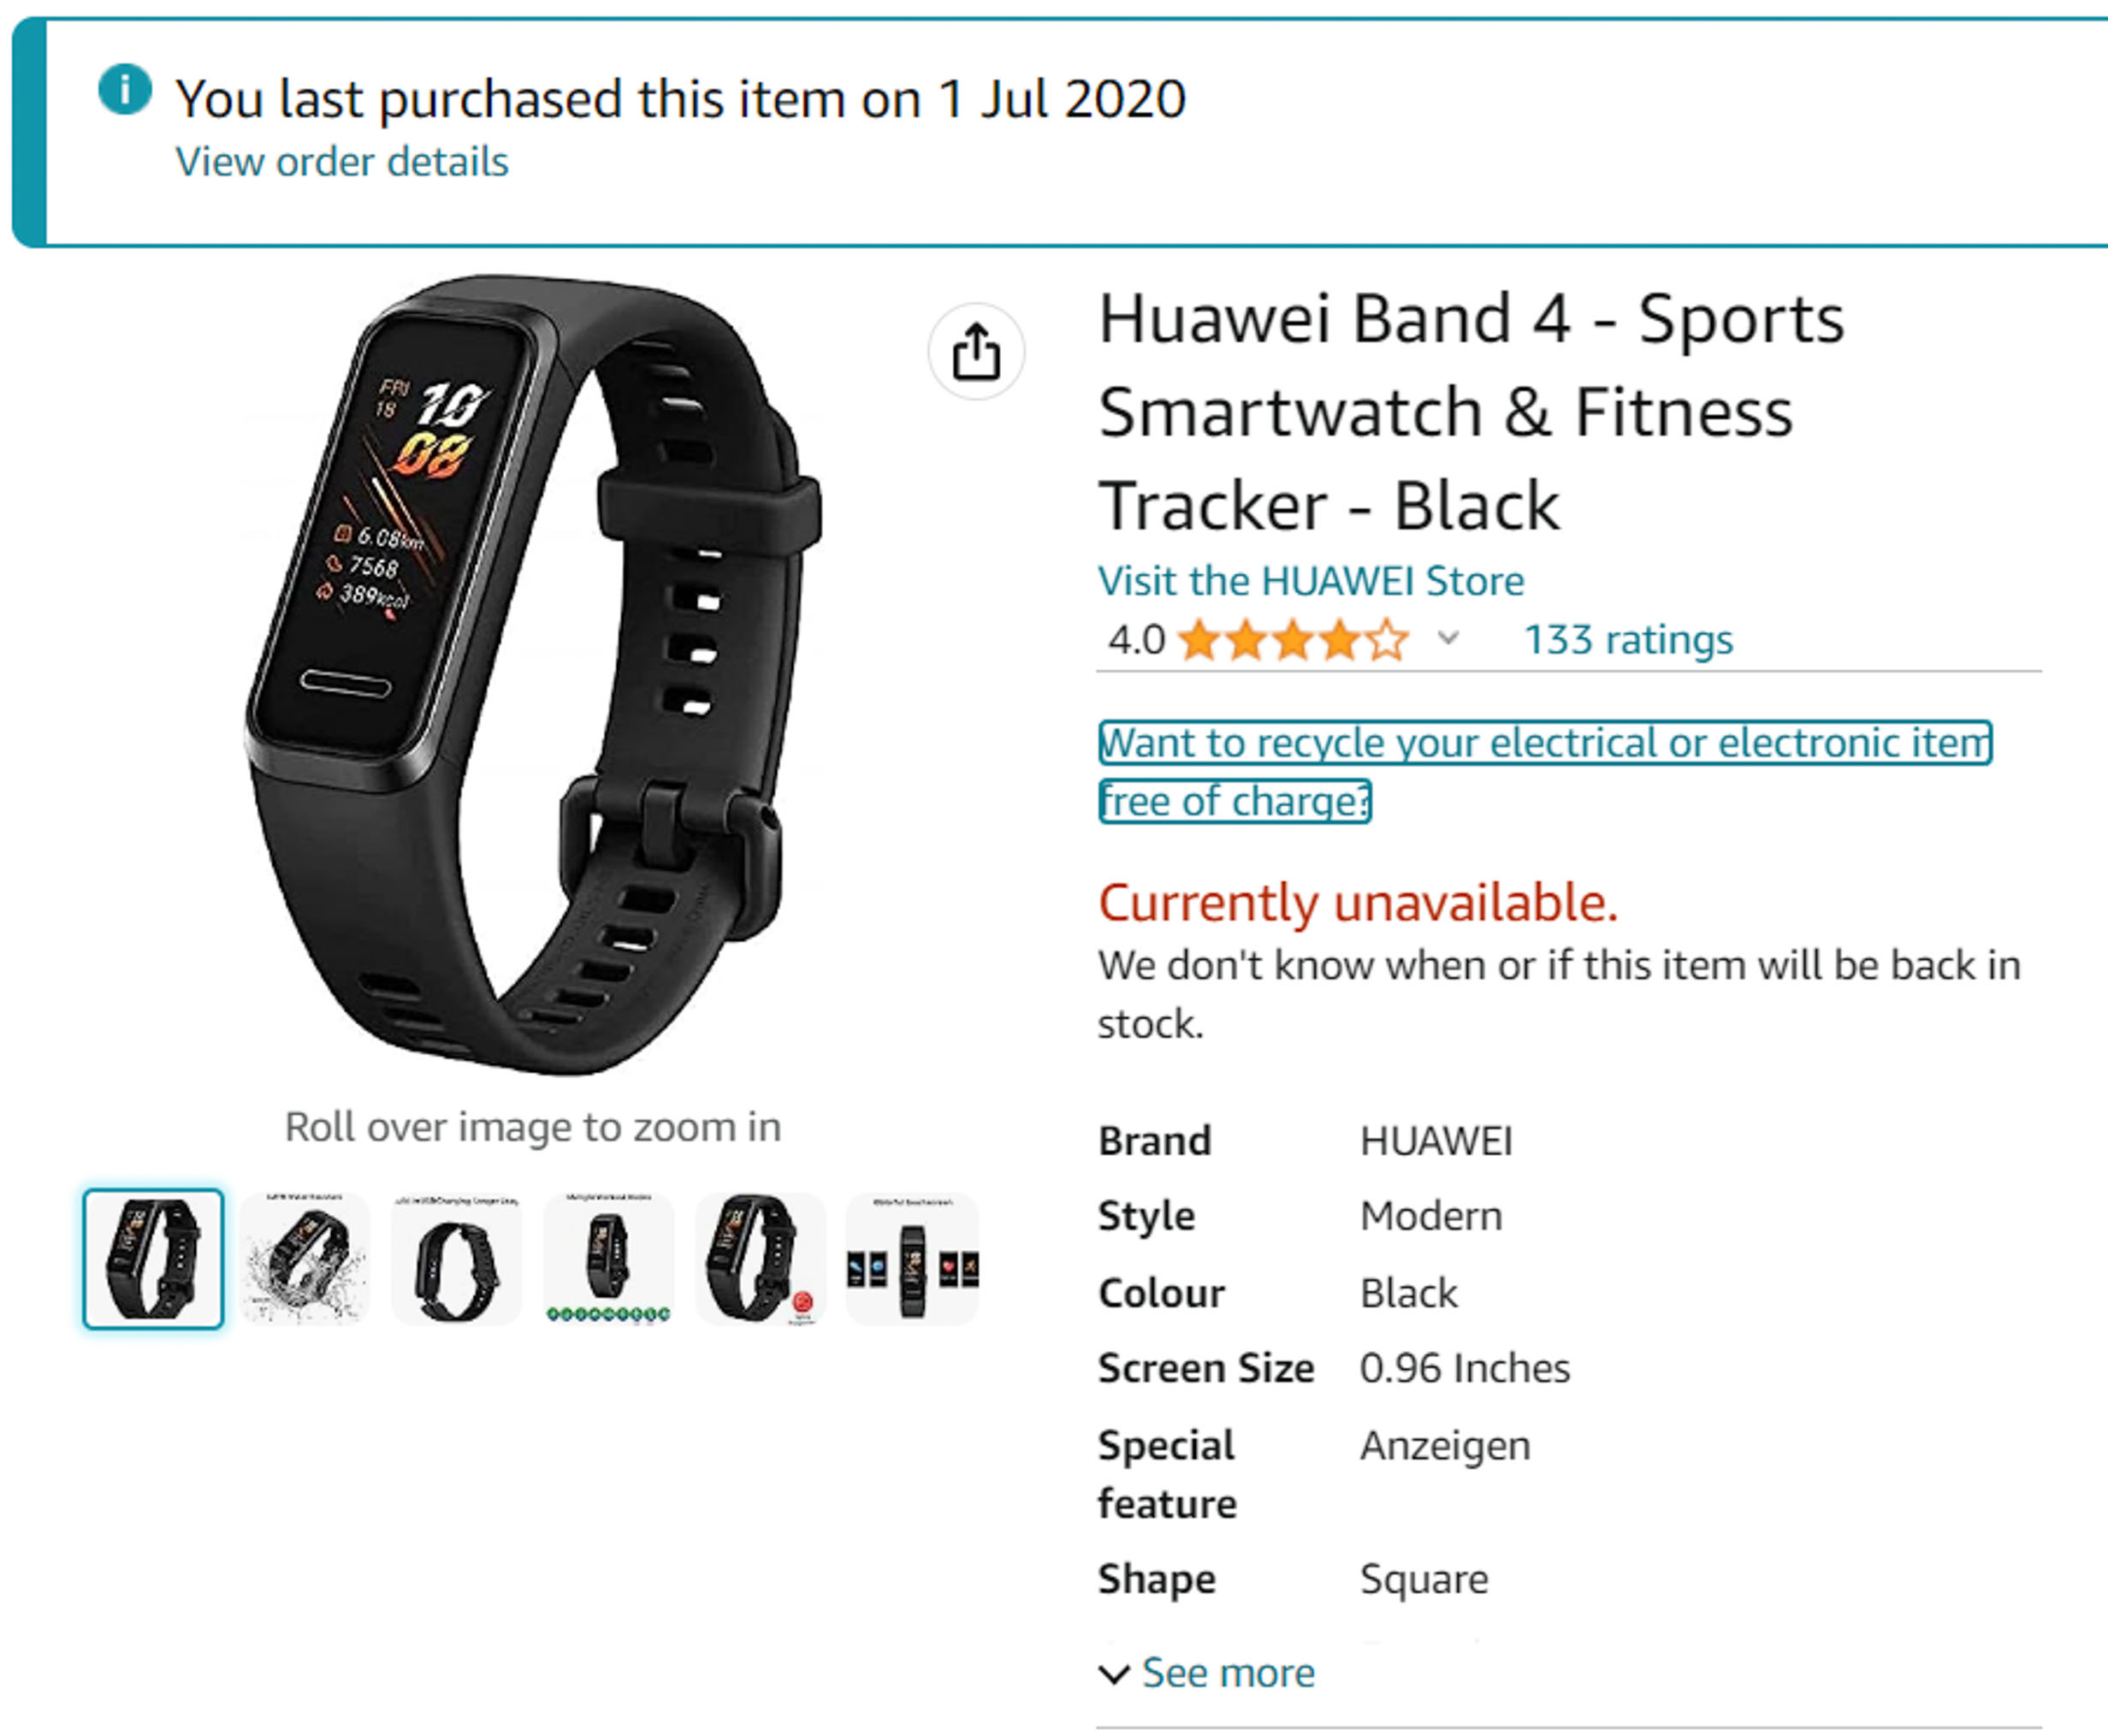 You last purchased this item on 1 Jul 2020
View order details
FRI
18
10
08
6.08km
7568
389kcal
Roll over image to zoom in
Huawei Band 4 - Sports
Smartwatch & Fitness
Tracker - Black
Visit the HUAWEI Store
4.0
133 ratings
Want to recycle your electrical or electronic item
free of charge?
Currently unavailable.
We don't know when or if this item will be back in
stock.
Brand HUAWEI
Style Modern
Colour Black
Screen Size 0.96 Inches
Special Anzeigen
feature
Shape Square
See more